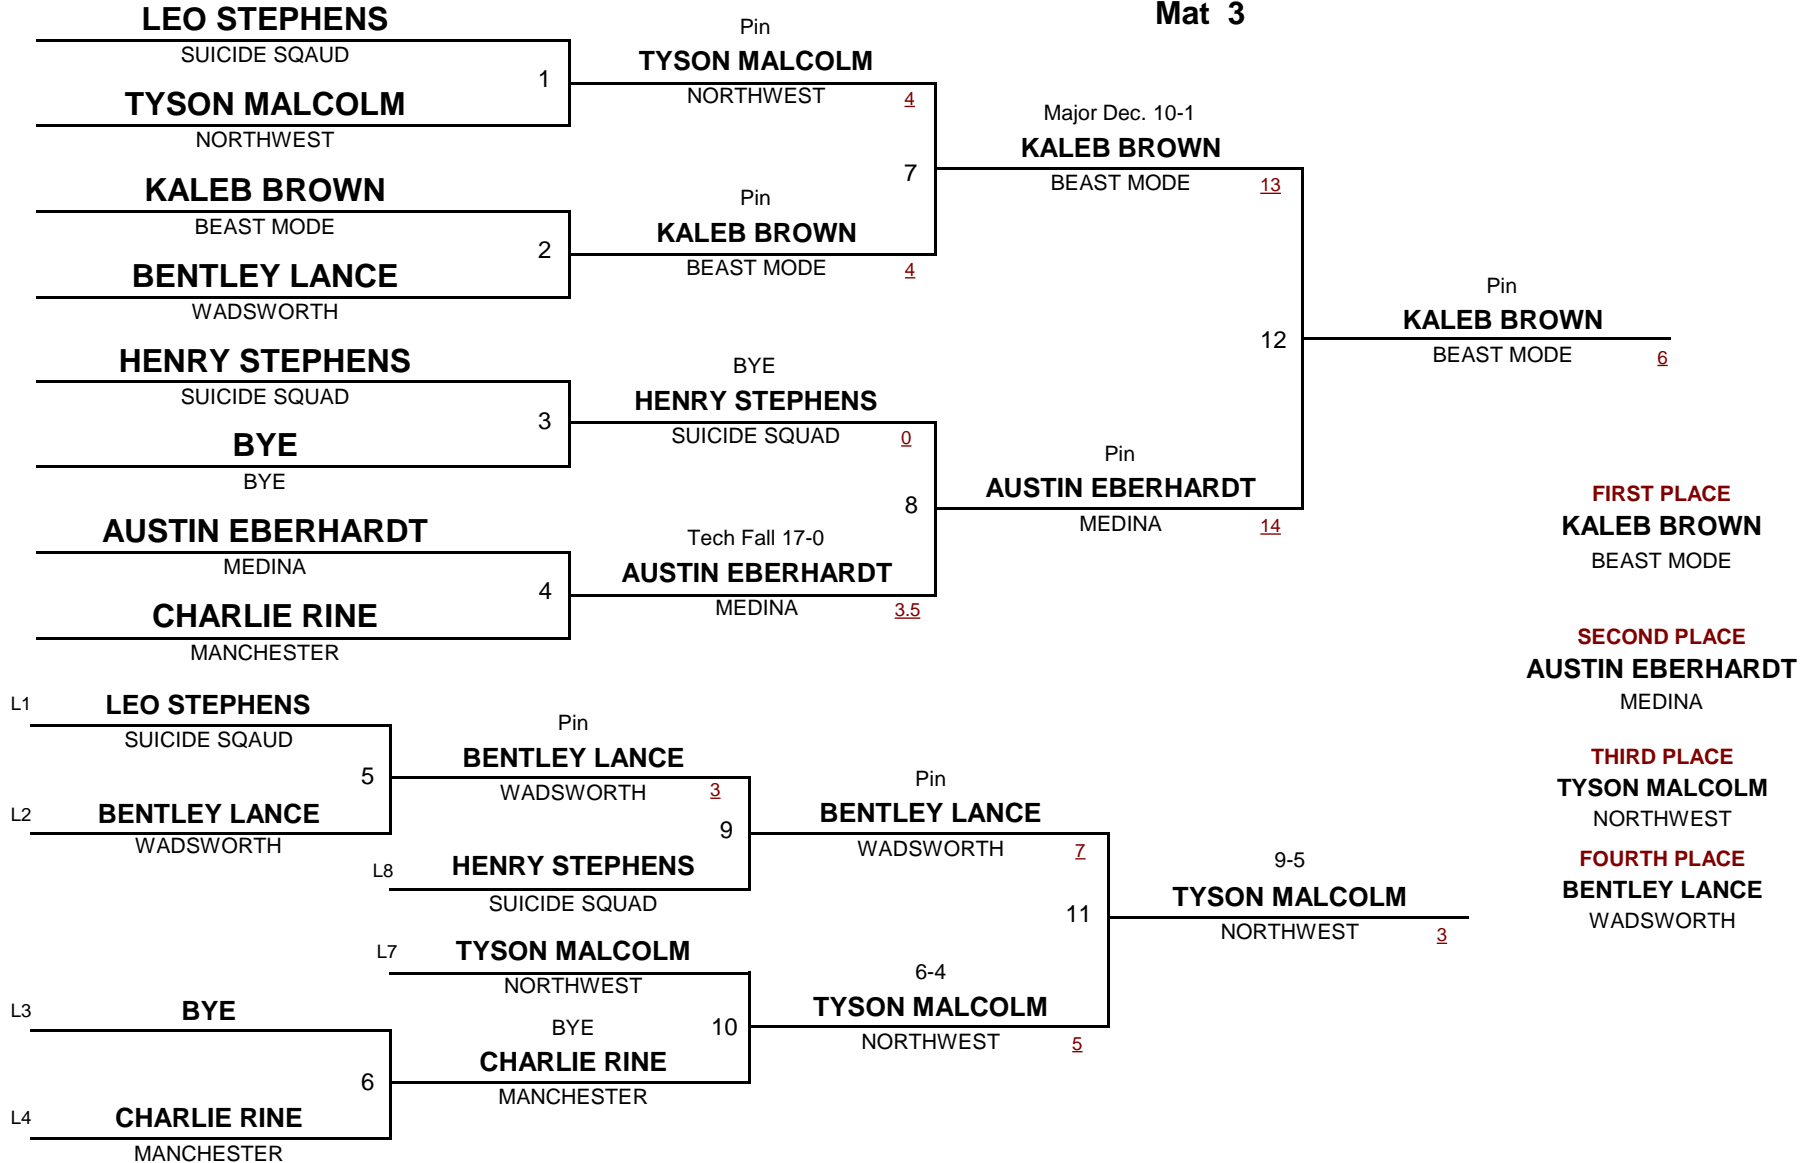 Mat 3
LEO STEPHENS
SUICIDE SQAUD
1
TYSON MALCOLM
NORTHWEST
KALEB BROWN
BEAST MODE
2
BENTLEY LANCE
WADSWORTH
HENRY STEPHENS
SUICIDE SQUAD
3
BYE
BYE
AUSTIN EBERHARDT
MEDINA
4
CHARLIE RINE
MANCHESTER
Pin
TYSON MALCOLM
NORTHWEST 4
7
Pin
KALEB BROWN
BEAST MODE 4
BYE
HENRY STEPHENS
SUICIDE SQUAD 0
8
Tech Fall 17-0
AUSTIN EBERHARDT
MEDINA 3.5
Major Dec. 10-1
KALEB BROWN
BEAST MODE 13
12
Pin
AUSTIN EBERHARDT
MEDINA 14
Pin
KALEB BROWN
BEAST MODE 6
FIRST PLACE
KALEB BROWN
BEAST MODE
SECOND PLACE
AUSTIN EBERHARDT
MEDINA
THIRD PLACE
TYSON MALCOLM
NORTHWEST
FOURTH PLACE
BENTLEY LANCE
WADSWORTH
L1 LEO STEPHENS
SUICIDE SQAUD
5
L2 BENTLEY LANCE
WADSWORTH
L3 BYE
6
L4 CHARLIE RINE
MANCHESTER
Pin
BENTLEY LANCE
WADSWORTH 3
9
L8 HENRY STEPHENS
SUICIDE SQUAD
L7 TYSON MALCOLM
NORTHWEST
10
BYE
CHARLIE RINE
MANCHESTER
Pin
BENTLEY LANCE
WADSWORTH 7
11
6-4
TYSON MALCOLM
NORTHWEST 5
9-5
TYSON MALCOLM
NORTHWEST 3